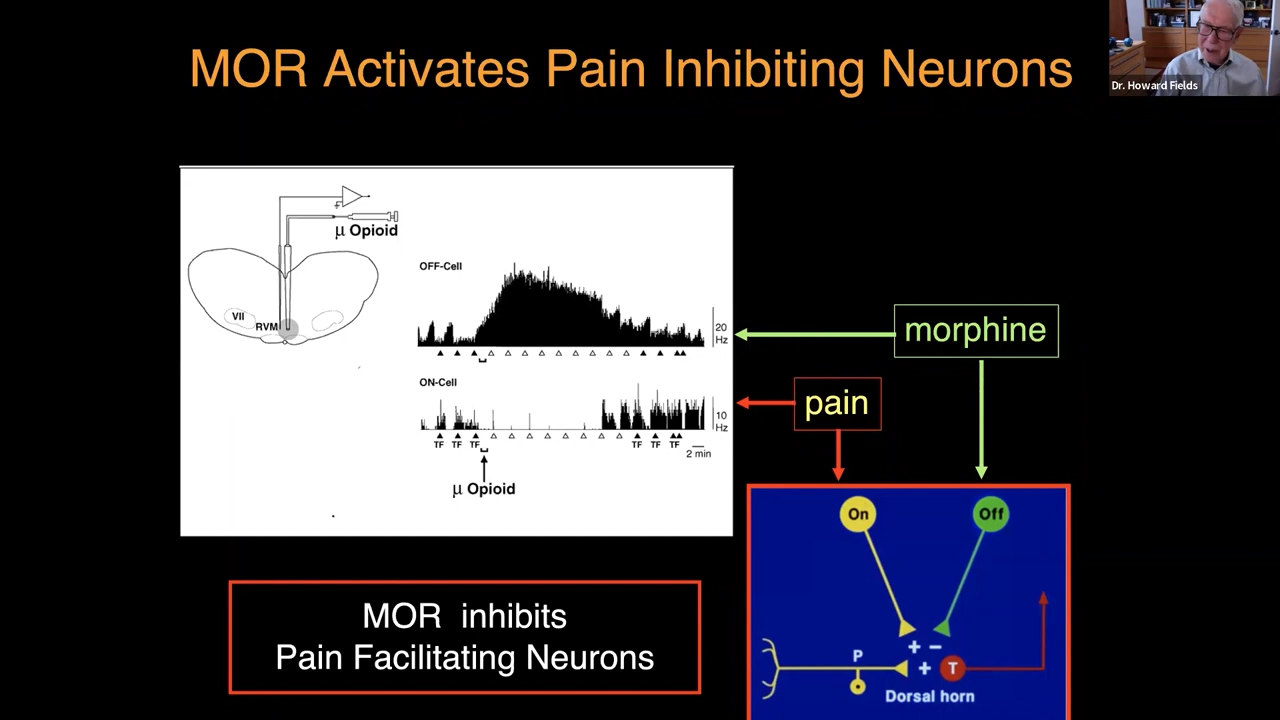 MOR Activates Pain Inhibiting Neurons
Dr. Howard Fields
μ Opioid
VII
RVM
OFF-Cell
20
Hz
ON-Cell
10
Hz
TF TF TF TF TF TF
2 min
μ Opioid
morphine
pain
On
Off
+ −
P
+
T
Dorsal horn
MOR inhibits
Pain Facilitating Neurons